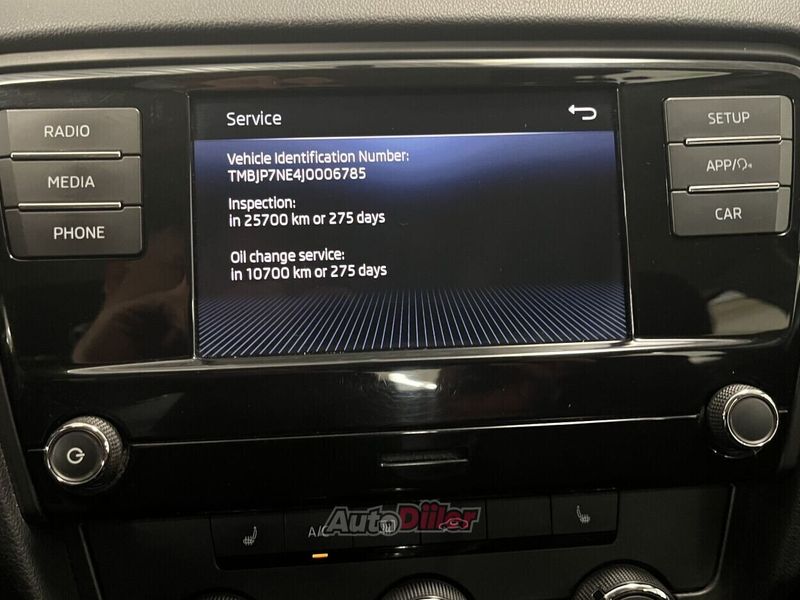 Service
RADIO
MEDIA
PHONE
Vehicle Identification Number:
TMBJP7NE4J0006785
Inspection:
in 25700 km or 275 days
Oil change service:
in 10700 km or 275 days
SETUP
APP/
CAR
A/C
AutoDiiler